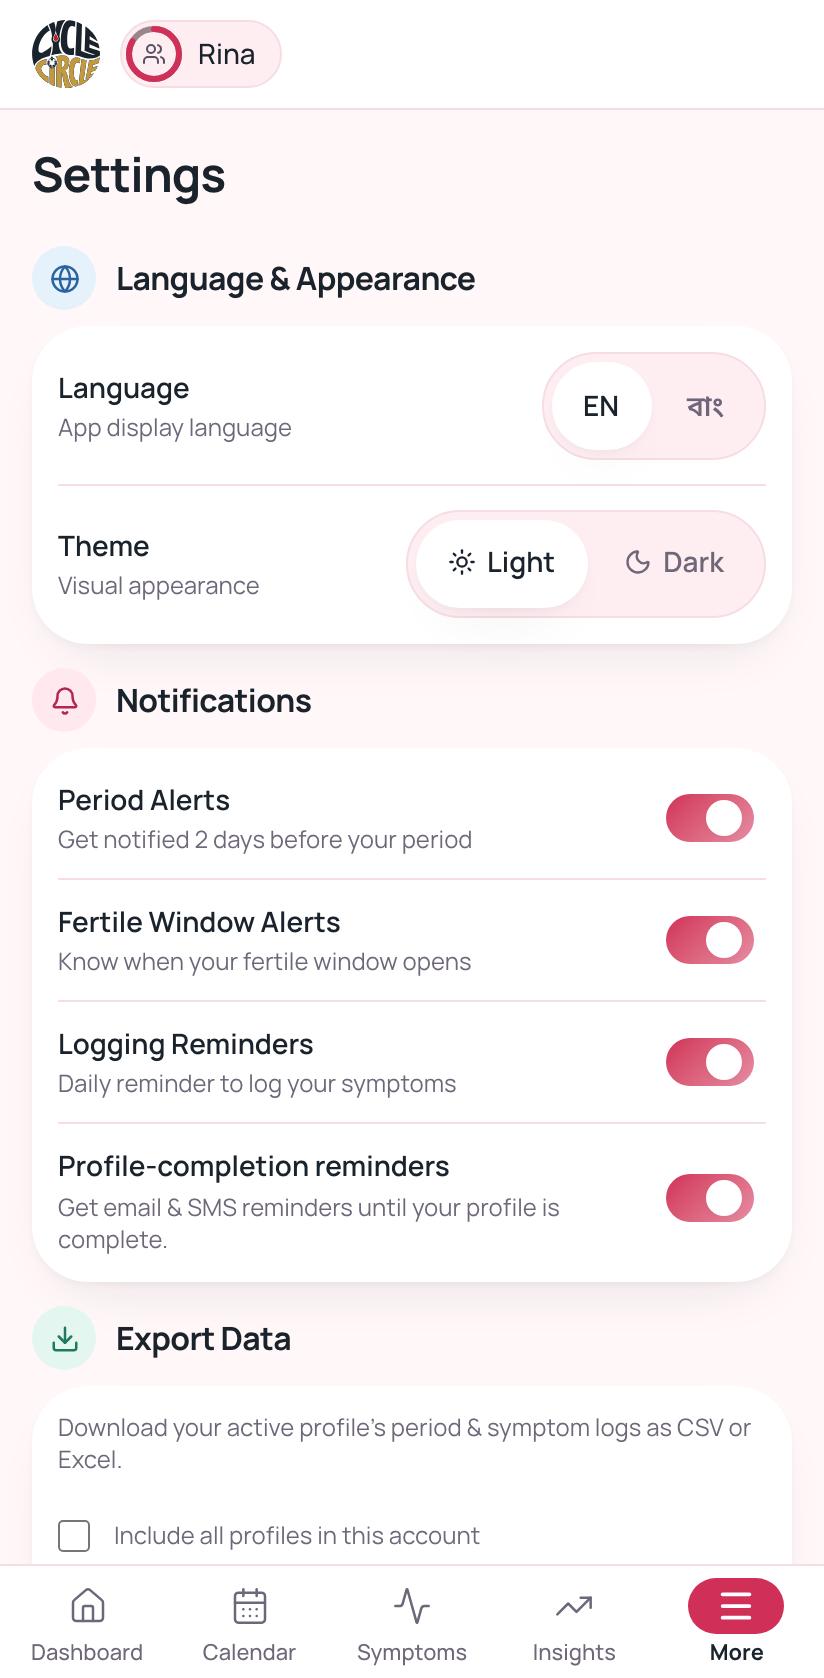 CYCLE
CIRCLE
Rina
Settings
Language & Appearance
Language
App display language
EN
বাং
Theme
Visual appearance
Light
Dark
Notifications
Period Alerts
Get notified 2 days before your period
Fertile Window Alerts
Know when your fertile window opens
Logging Reminders
Daily reminder to log your symptoms
Profile-completion reminders
Get email & SMS reminders until your profile is
complete.
Export Data
Download your active profile's period & symptom logs as CSV or
Excel.
Include all profiles in this account
Dashboard
Calendar
Symptoms
Insights
More